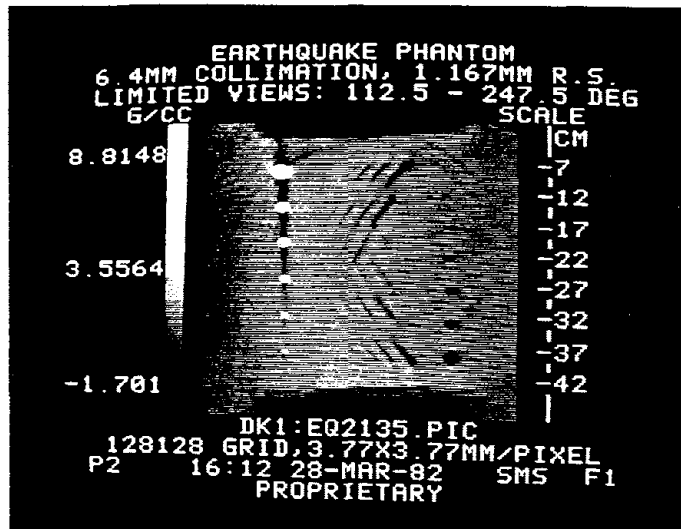 EARTHQUAKE PHANTOM
6.4MM COLLIMATION, 1.167MM R.S.
LIMITED VIEWS: 112.5 - 247.5 DEG
G/CC SCALE
CM
8.8148
-7
-12
-17
3.5564
-22
-27
-32
-37
-1.701
-42
DK1:EQ2135.PIC
128128 GRID,3.77X3.77MM/PIXEL
P2 16:12 28-MAR-82 SMS F1
PROPRIETARY